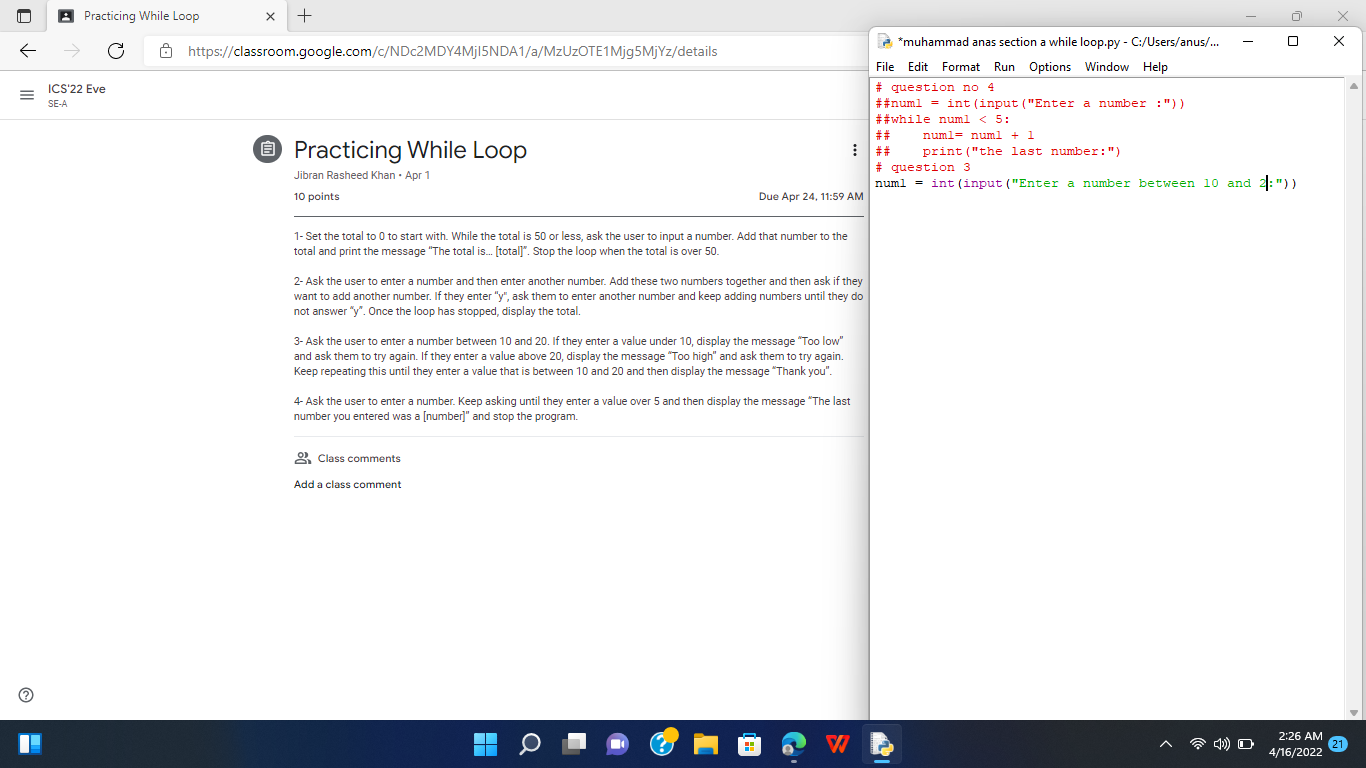 Practicing While Loop
https://classroom.google.com/c/NDc2MDY4MjI5NDA1/a/MzUzOTE1Mjg5MjYz/details
ICS'22 Eve
SE-A
Practicing While Loop
Jibran Rasheed Khan • Apr 1
10 points
Due Apr 24, 11:59 AM
1- Set the total to 0 to start with. While the total is 50 or less, ask the user to input a number. Add that number to the
total and print the message “The total is… [total]”. Stop the loop when the total is over 50.
2- Ask the user to enter a number and then enter another number. Add these two numbers together and then ask if they
want to add another number. If they enter “y", ask them to enter another number and keep adding numbers until they do
not answer “y”. Once the loop has stopped, display the total.
3- Ask the user to enter a number between 10 and 20. If they enter a value under 10, display the message “Too low”
and ask them to try again. If they enter a value above 20, display the message “Too high” and ask them to try again.
Keep repeating this until they enter a value that is between 10 and 20 and then display the message “Thank you”.
4- Ask the user to enter a number. Keep asking until they enter a value over 5 and then display the message “The last
number you entered was a [number]” and stop the program.
Class comments
Add a class comment
*muhammad anas section a while loop.py - C:/Users/anus/...
File Edit Format Run Options Window Help
# question no 4
##num1 = int(input("Enter a number :"))
##while num1 < 5:
##    num1= num1 + 1
##    print("the last number:")
# question 3
num1 = int(input("Enter a number between 10 and 2:"))
2:26 AM
4/16/2022
21